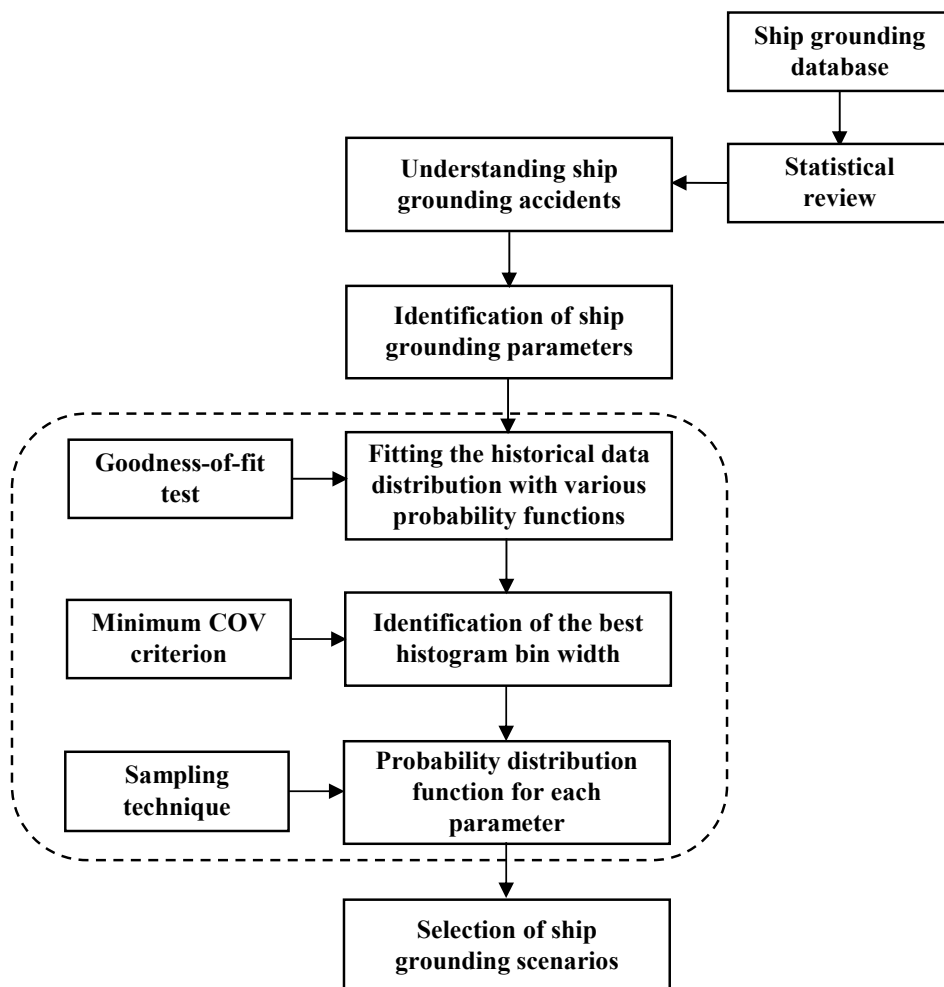 Ship grounding
database
Statistical
review
Understanding ship
grounding accidents
Identification of ship
grounding parameters
Goodness-of-fit
test
Fitting the historical data
distribution with various
probability functions
Minimum COV
criterion
Identification of the best
histogram bin width
Sampling
technique
Probability distribution
function for each
parameter
Selection of ship
grounding scenarios